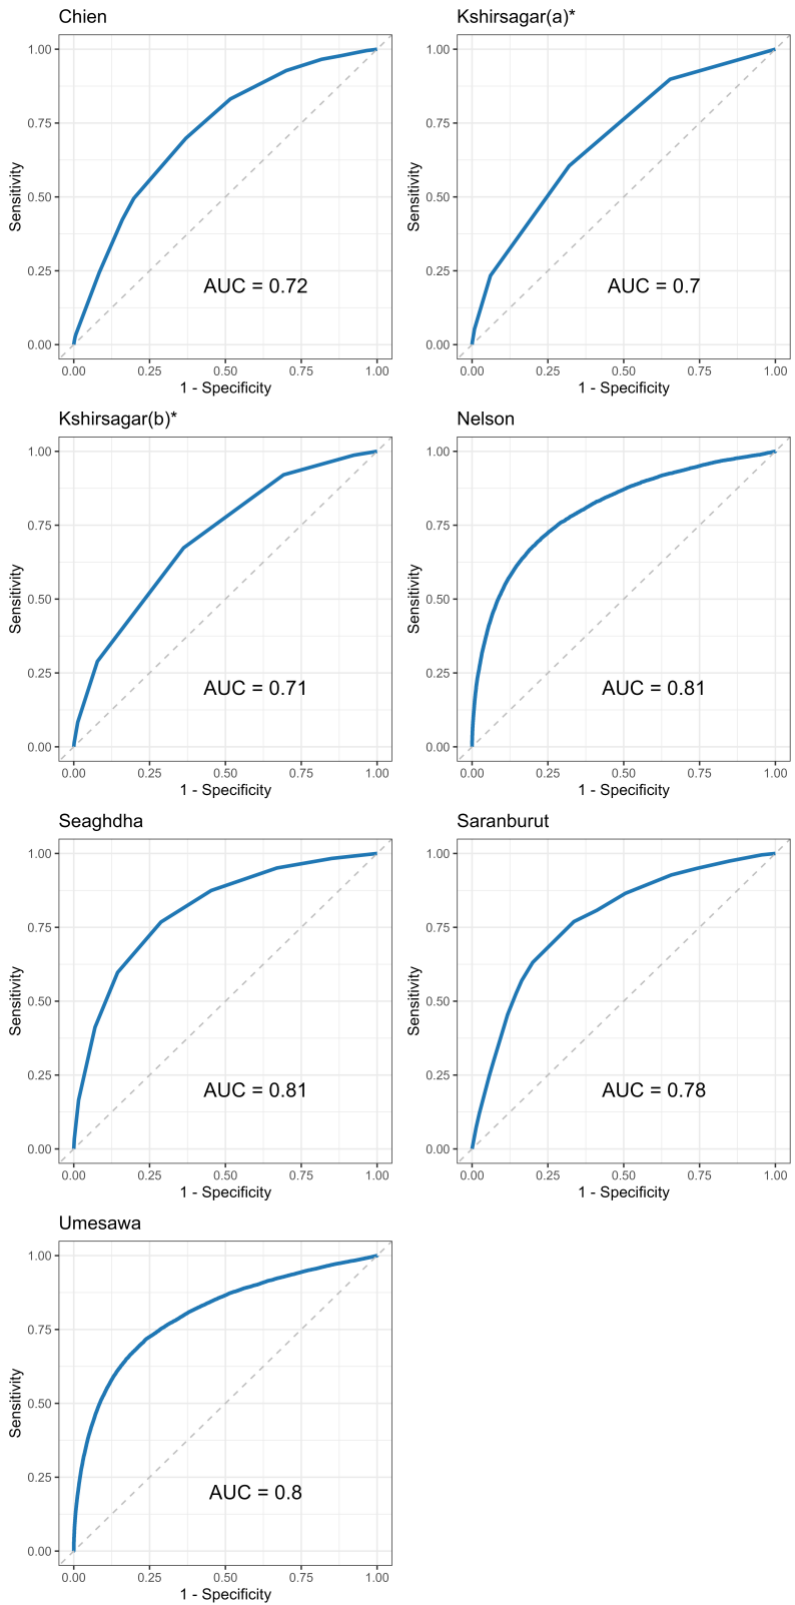 Chien
Kshirsagar(a)*
1.00
0.75
0.50
0.25
0.00
Sensitivity
AUC = 0.72
0.00 0.25 0.50 0.75 1.00
1 - Specificity
1.00
0.75
0.50
0.25
0.00
Sensitivity
AUC = 0.7
0.00 0.25 0.50 0.75 1.00
1 - Specificity
Kshirsagar(b)*
Nelson
1.00
0.75
0.50
0.25
0.00
Sensitivity
AUC = 0.71
0.00 0.25 0.50 0.75 1.00
1 - Specificity
1.00
0.75
0.50
0.25
0.00
Sensitivity
AUC = 0.81
0.00 0.25 0.50 0.75 1.00
1 - Specificity
Seaghdha
Saranburut
1.00
0.75
0.50
0.25
0.00
Sensitivity
AUC = 0.81
0.00 0.25 0.50 0.75 1.00
1 - Specificity
1.00
0.75
0.50
0.25
0.00
Sensitivity
AUC = 0.78
0.00 0.25 0.50 0.75 1.00
1 - Specificity
Umesawa
1.00
0.75
0.50
0.25
0.00
Sensitivity
AUC = 0.8
0.00 0.25 0.50 0.75 1.00
1 - Specificity